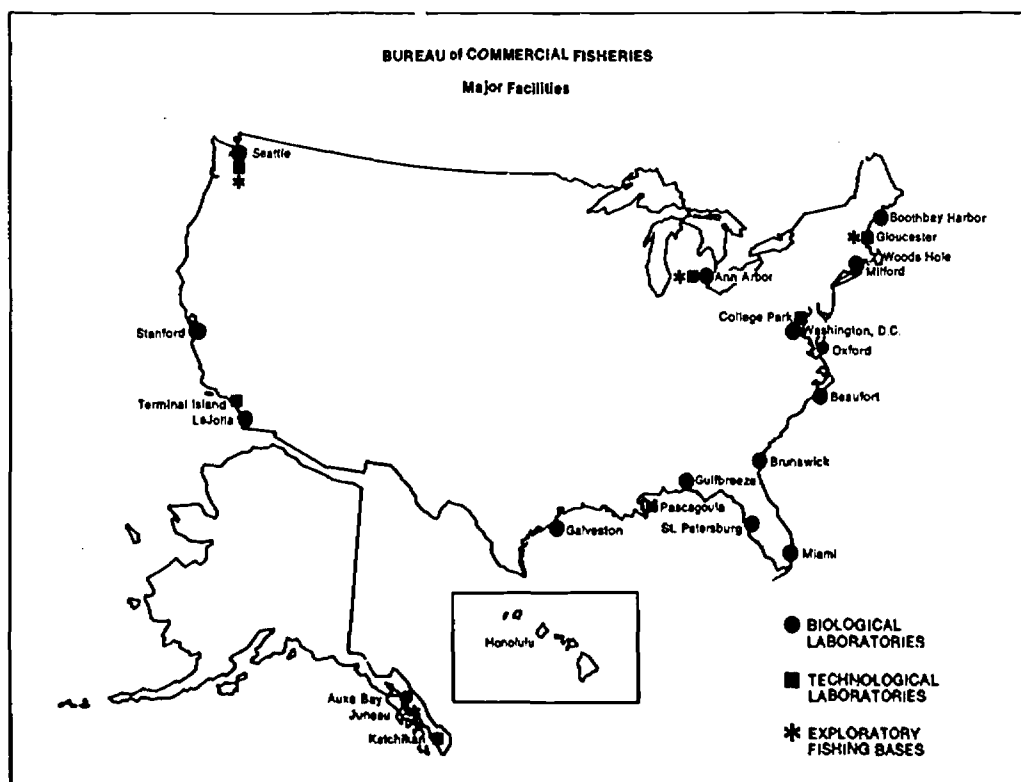 BUREAU of COMMERCIAL FISHERIES
Major Facilities
Seattle
Boothbay Harbor
Gloucester
Woods Hole
Milford
Ann Arbor
College Park
Washington, D.C.
Stanford
Oxford
Terminal Island
LaJolla
Beaufort
Brunswick
Gulfbreeze
Pascagoula
St. Petersburg
Galveston
Miami
Honolulu
BIOLOGICAL
LABORATORIES
TECHNOLOGICAL
LABORATORIES
EXPLORATORY
FISHING BASES
Auxe Bay
Juneau
Ketchikan